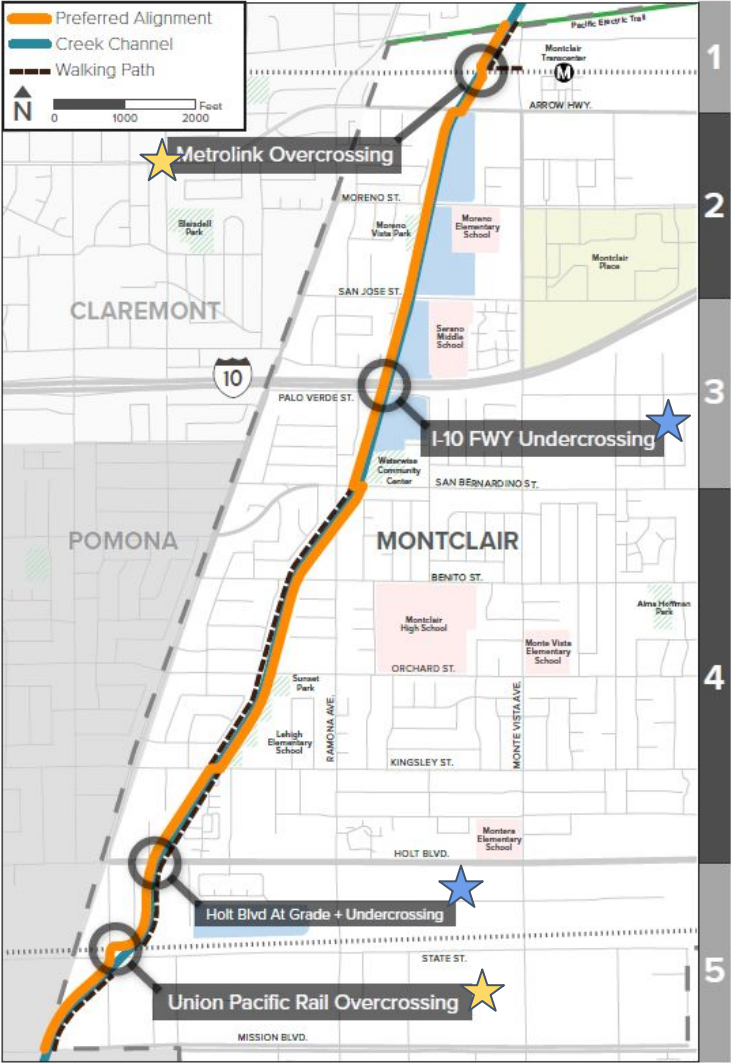 Preferred Alignment
Creek Channel
Walking Path
N
0 1000 2000 Feet
Pacific Electric Trail
Montclair
Transcenter
M
ARROW HWY.
1
Metrolink Overcrossing
MORENO ST.
Moreno
Vista Park
Moreno
Elementary
School
2
Blaisdell
Park
Montclair
Place
SAN JOSE ST.
CLAREMONT
Serano
Middle
School
10
PALO VERDE ST.
3
I-10 FWY Undercrossing
Waterwise
Community
Center
SAN BERNARDINO ST.
POMONA
MONTCLAIR
BENITO ST.
Alma Hoffman
Park
Montclair
High School
Monte Vista
Elementary
School
ORCHARD ST.
4
Sunset
Park
RAMONA AVE.
MONTE VISTA AVE.
Lehigh
Elementary
School
KINGSLEY ST.
Montera
Elementary
School
HOLT BLVD.
Holt Blvd At Grade + Undercrossing
STATE ST.
5
Union Pacific Rail Overcrossing
MISSION BLVD.